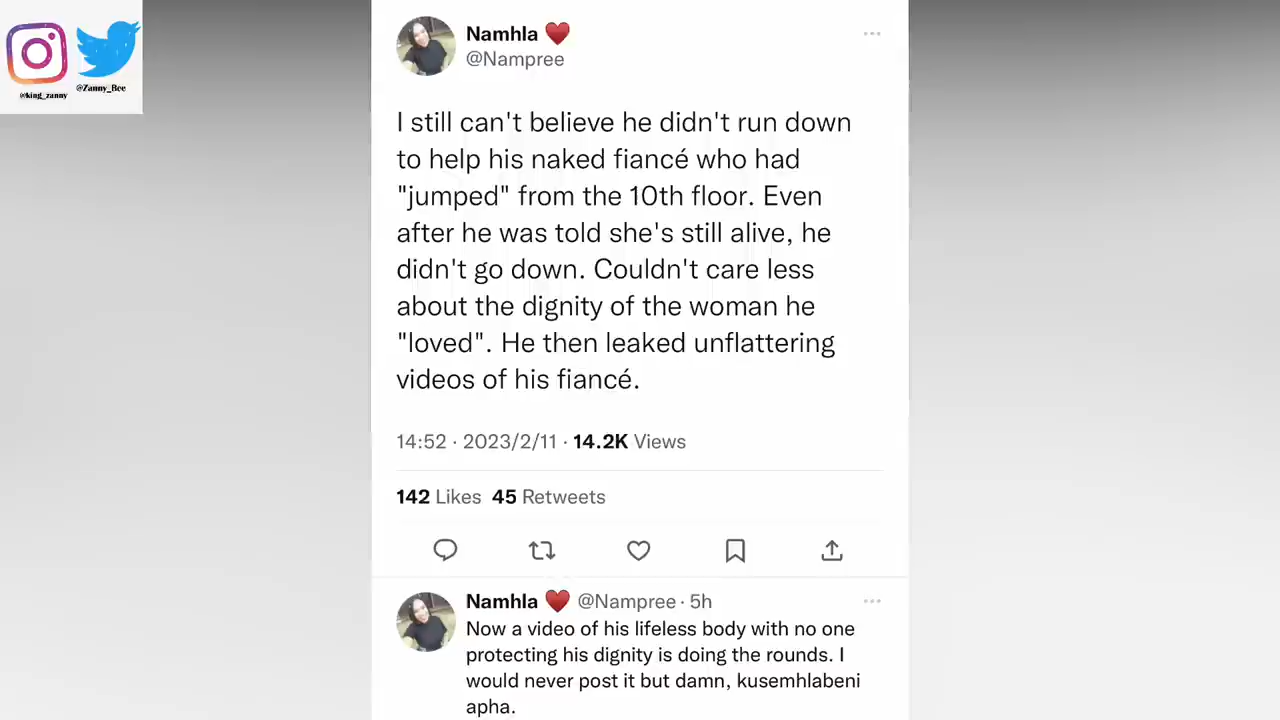 @king_zanny
@Zanny_Bee
Namhla
@Nampree
I still can't believe he didn't run down
to help his naked fiancé who had
"jumped" from the 10th floor. Even
after he was told she's still alive, he
didn't go down. Couldn't care less
about the dignity of the woman he
"loved". He then leaked unflattering
videos of his fiancé.
14:52 · 2023/2/11 · 14.2K Views
142 Likes 45 Retweets
Namhla @Nampree · 5h
Now a video of his lifeless body with no one
protecting his dignity is doing the rounds. I
would never post it but damn, kusemhlabeni
apha.